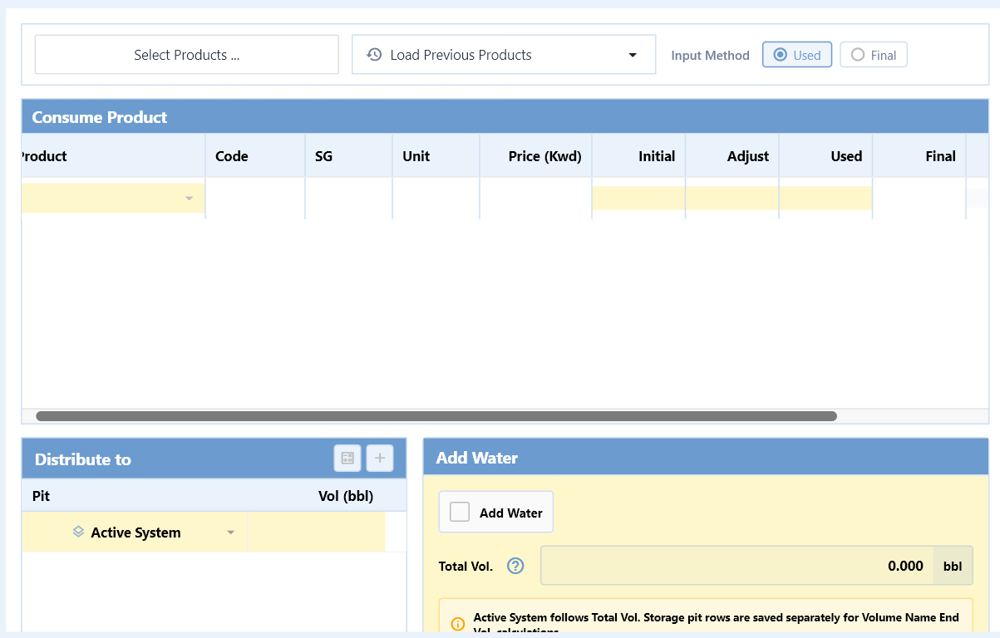 Select Products ...
Load Previous Products
Input Method
Used
Final
Consume Product
Product Code SG Unit Price (Kwd) Initial Adjust Used Final
Distribute to
Pit Vol (bbl)
Active System
Add Water
Add Water
Total Vol. 0.000 bbl
Active System follows Total Vol. Storage pit rows are saved separately for Volume Name End
Vol. calculations.